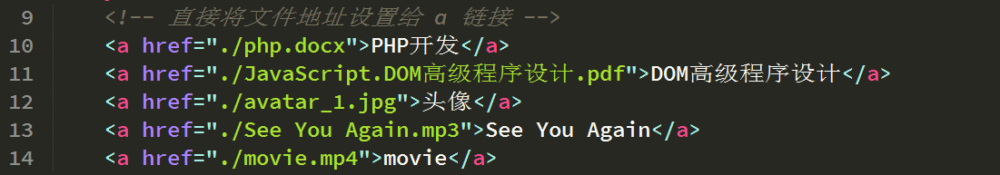 9 <!-- 直接将文件地址设置给 a 链接 -->
10 <a href="./php.docx">PHP开发</a>
11 <a href="./JavaScript.DOM高级程序设计.pdf">DOM高级程序设计</a>
12 <a href="./avatar_1.jpg">头像</a>
13 <a href="./See You Again.mp3">See You Again</a>
14 <a href="./movie.mp4">movie</a>